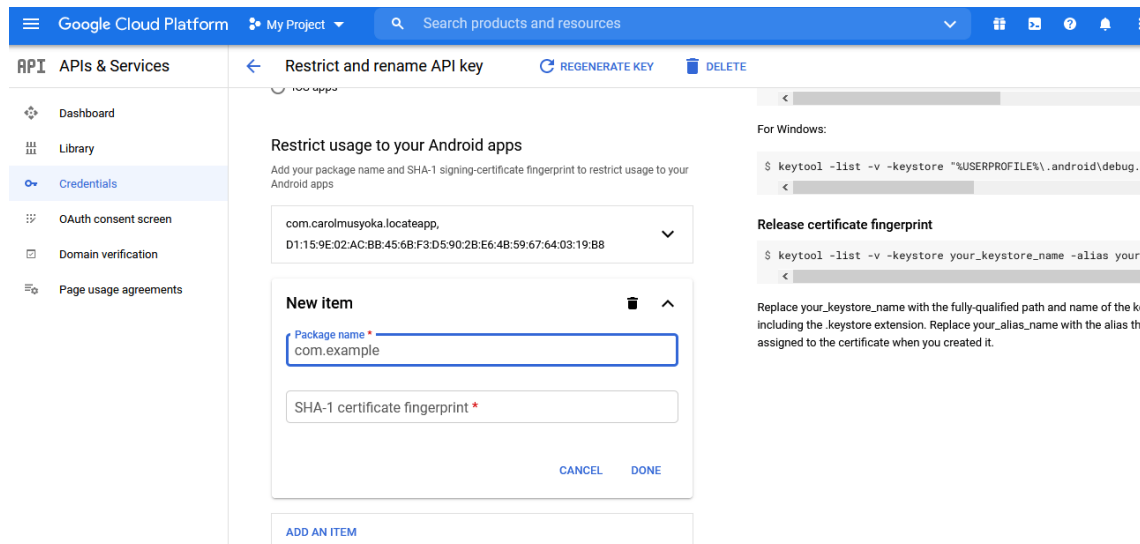 Google Cloud Platform
My Project
Search products and resources
API APIs & Services
Restrict and rename API key
REGENERATE KEY
DELETE
Dashboard
Library
Credentials
OAuth consent screen
Domain verification
Page usage agreements
iOS apps
Restrict usage to your Android apps
Add your package name and SHA-1 signing-certificate fingerprint to restrict usage to your
Android apps
com.carolmusyoka.locateapp,
D1:15:9E:02:AC:BB:45:6B:F3:D5:90:2B:E6:4B:59:67:64:03:19:B8
New item
Package name *
com.example
SHA-1 certificate fingerprint *
CANCEL
DONE
ADD AN ITEM
For Windows:
$ keytool -list -v -keystore "%USERPROFILE%\.android\debug.
Release certificate fingerprint
$ keytool -list -v -keystore your_keystore_name -alias your
Replace your_keystore_name with the fully-qualified path and name of the
including the .keystore extension. Replace your_alias_name with the alias
assigned to the certificate when you created it.